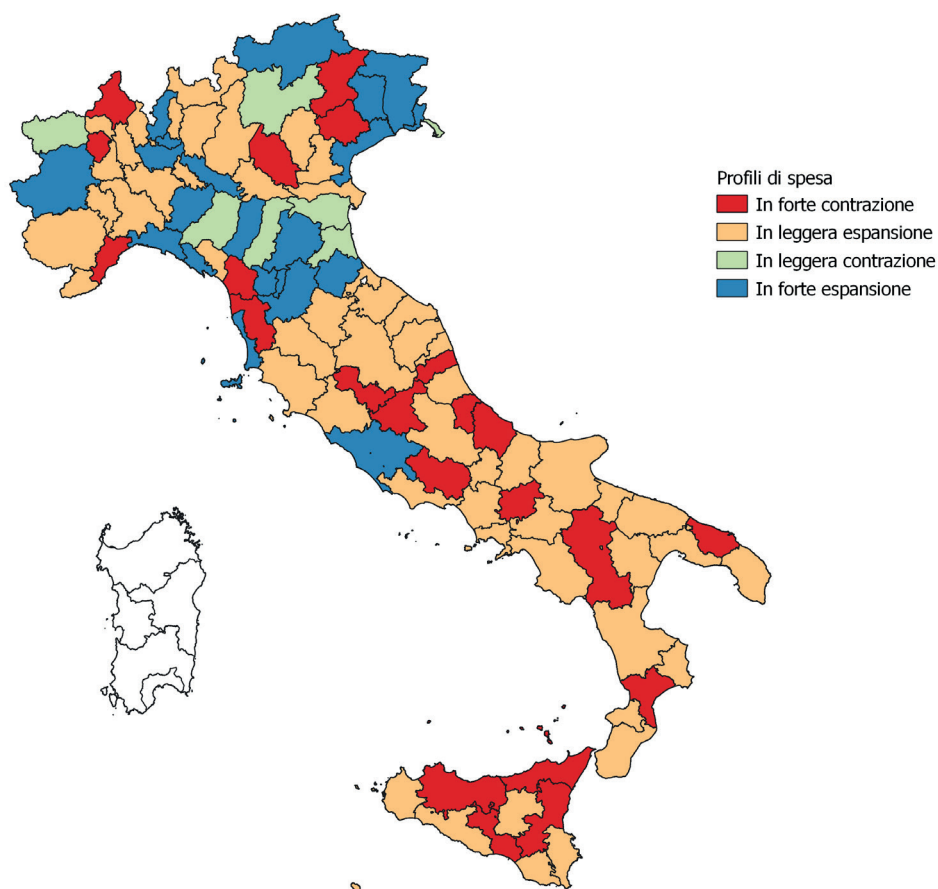 Profili di spesa
In forte contrazione
In leggera espansione
In leggera contrazione
In forte espansione